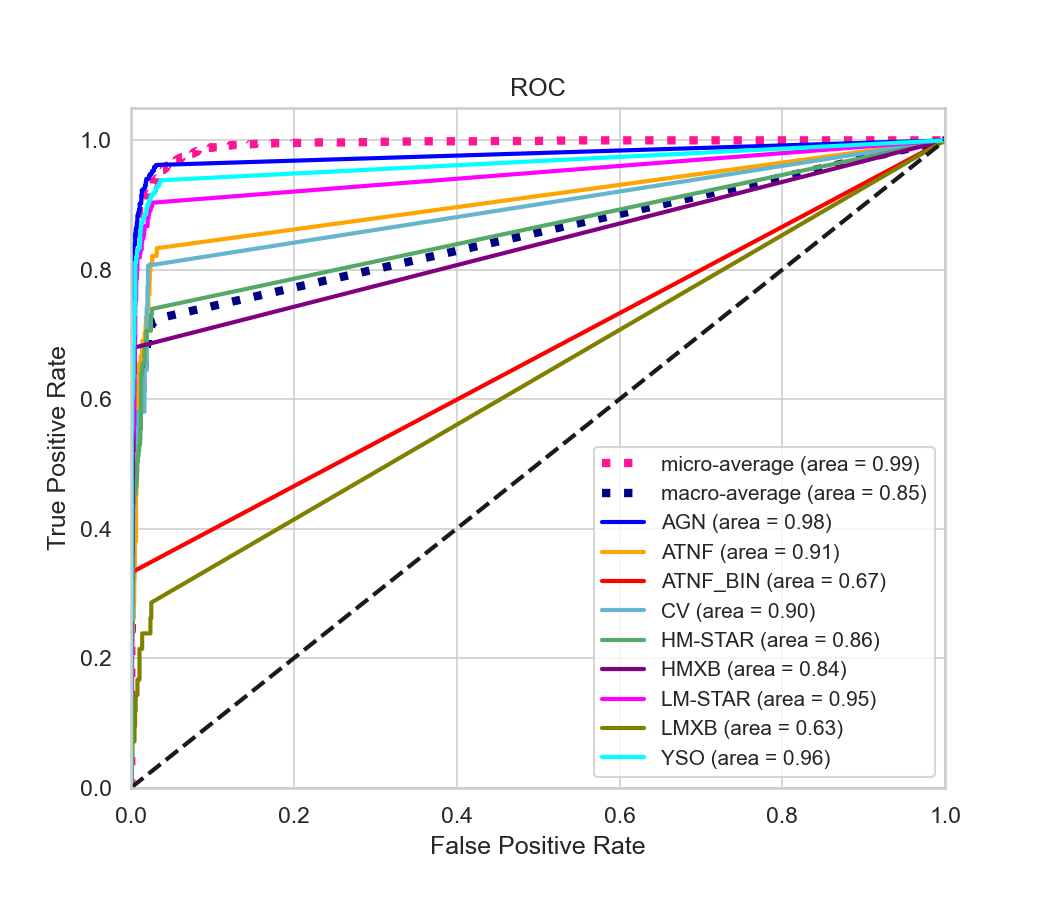 ROC
1.0
0.8
0.6
0.4
0.2
0.0
True Positive Rate
micro-average (area = 0.99)
macro-average (area = 0.85)
AGN (area = 0.98)
ATNF (area = 0.91)
ATNF_BIN (area = 0.67)
CV (area = 0.90)
HM-STAR (area = 0.86)
HMXB (area = 0.84)
LM-STAR (area = 0.95)
LMXB (area = 0.63)
YSO (area = 0.96)
0.0 0.2 0.4 0.6 0.8 1.0
False Positive Rate